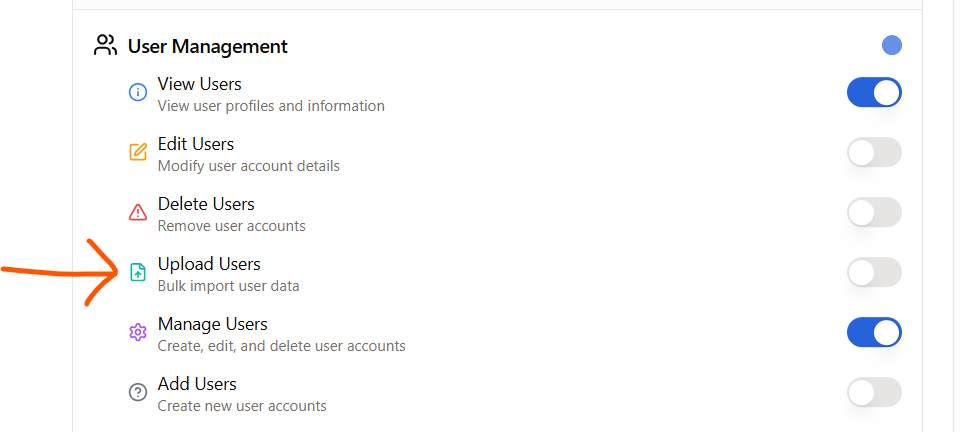 User Management
View Users
View user profiles and information
Edit Users
Modify user account details
Delete Users
Remove user accounts
Upload Users
Bulk import user data
Manage Users
Create, edit, and delete user accounts
Add Users
Create new user accounts